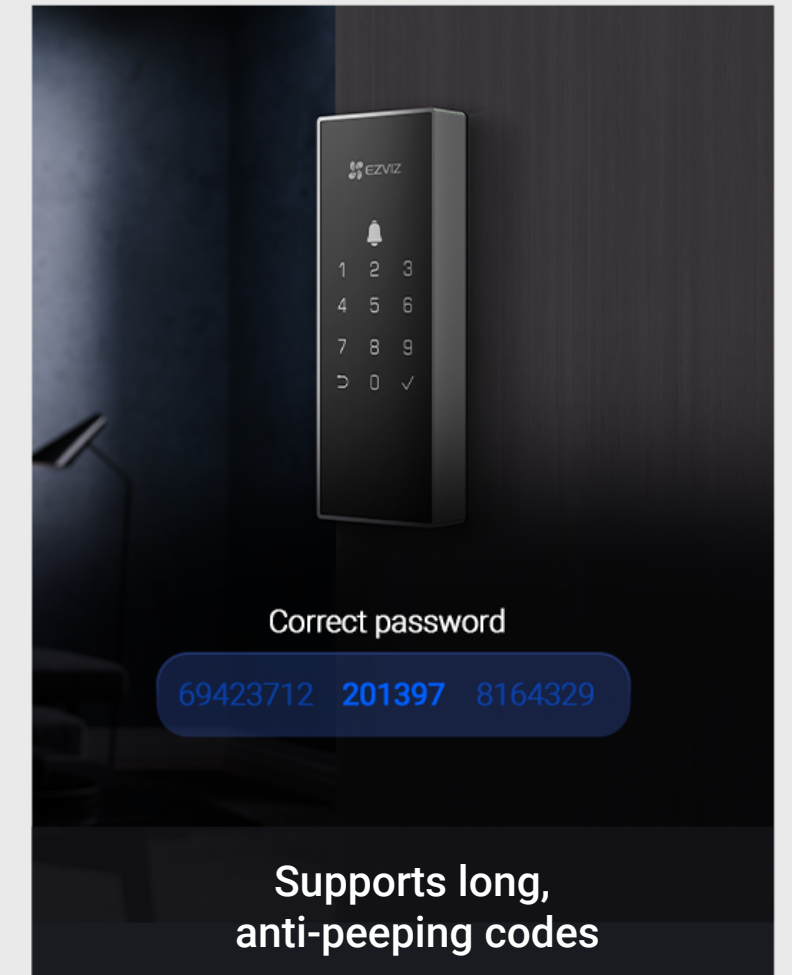 EZVIZ
1 2 3
4 5 6
7 8 9
0
Correct password
69423712 201397 8164329
Supports long,
anti-peeping codes